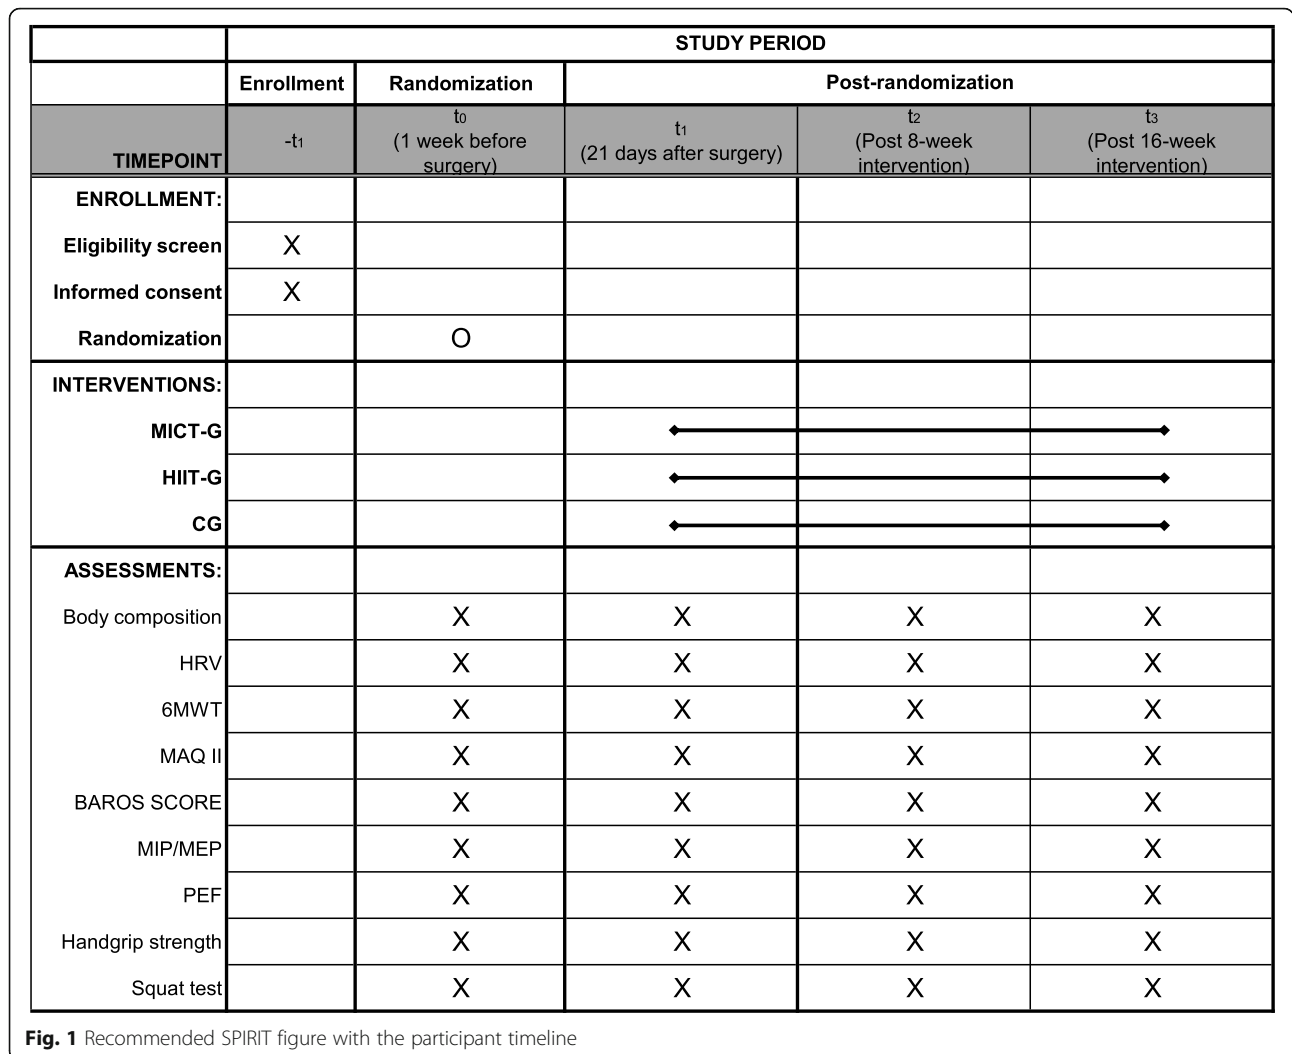 STUDY PERIOD
Enrollment Randomization Post-randomization
TIMEPOINT -t1 t0 (1 week before surgery) t1 (21 days after surgery) t2 (Post 8-week intervention) t3 (Post 16-week intervention)
ENROLLMENT:
Eligibility screen X
Informed consent X
Randomization O
INTERVENTIONS:
MICT-G
HIIT-G
CG
ASSESSMENTS:
Body composition X X X X
HRV X X X X
6MWT X X X X
MAQ II X X X X
BAROS SCORE X X X X
MIP/MEP X X X X
PEF X X X X
Handgrip strength X X X X
Squat test X X X X
Fig. 1 Recommended SPIRIT figure with the participant timeline